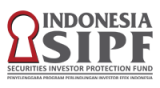 INDONESIA
SIPF
SECURITIES INVESTOR PROTECTION FUND
PENYELENGGARA PROGRAM PERLINDUNGAN INVESTOR EFEK INDONESIA